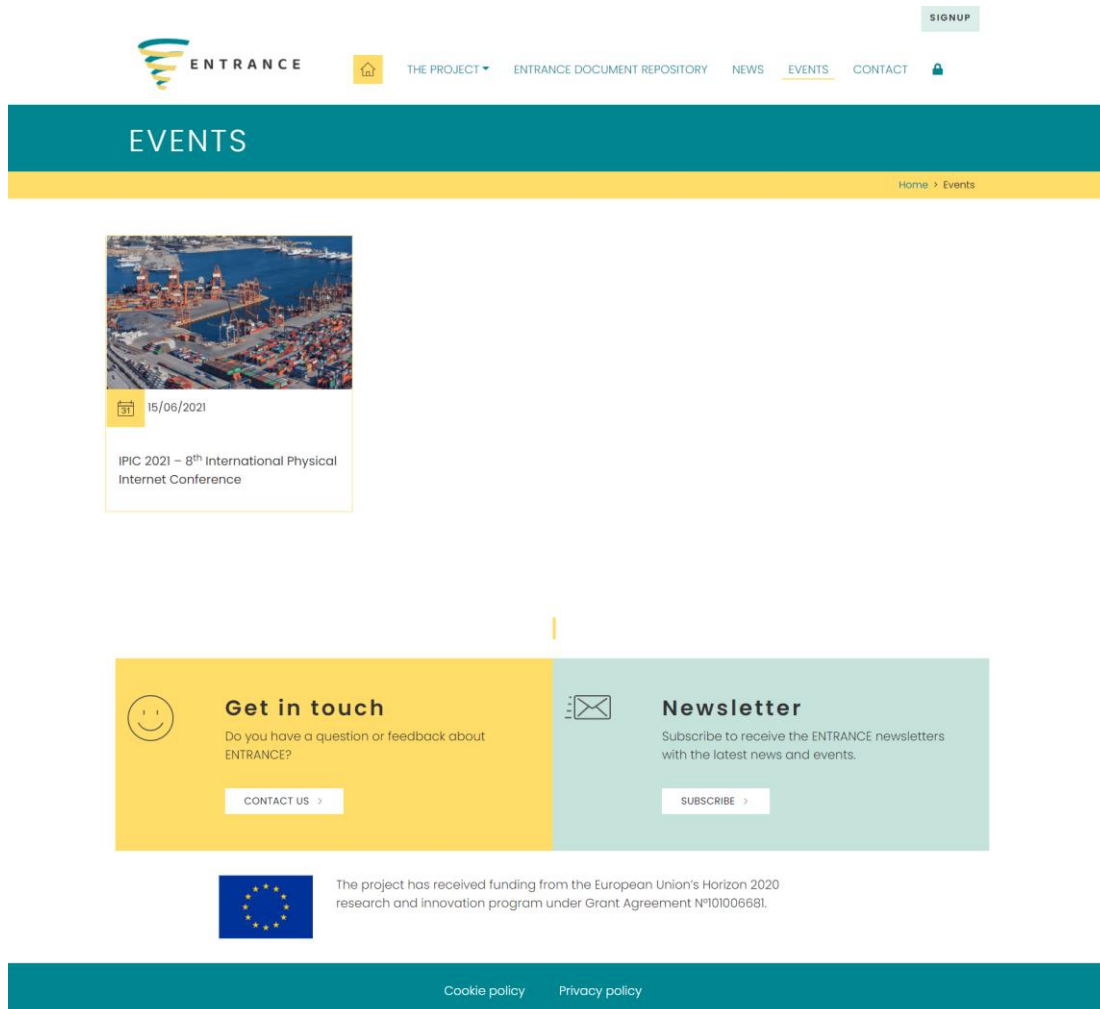 SIGNUP
ENTRANCE
THE PROJECT
ENTRANCE DOCUMENT REPOSITORY
NEWS
EVENTS
CONTACT
EVENTS
Home > Events
31
15/06/2021
IPIC 2021 – 8th International Physical
Internet Conference
Get in touch
Do you have a question or feedback about
ENTRANCE?
CONTACT US >
Newsletter
Subscribe to receive the ENTRANCE newsletters
with the latest news and events.
SUBSCRIBE >
The project has received funding from the European Union's Horizon 2020
research and innovation program under Grant Agreement Nº101006681.
Cookie policy
Privacy policy